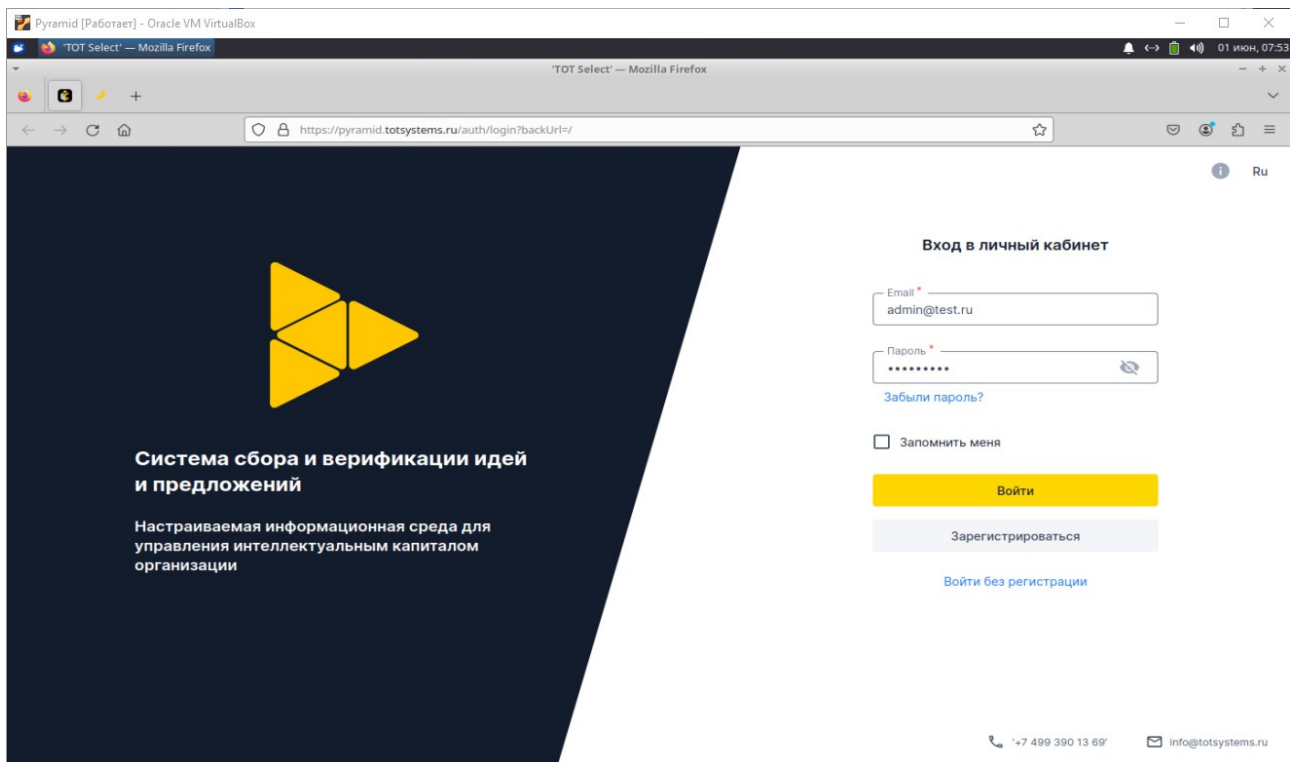 Pyramid [Работает] - Oracle VM VirtualBox
'TOT Select' — Mozilla Firefox
01 июн, 07:53
'TOT Select' — Mozilla Firefox
https://pyramid.totsystems.ru/auth/login?backUrl=/
Ru
Вход в личный кабинет
Email *
admin@test.ru
Пароль *
•••••••••
Забыли пароль?
Запомнить меня
Войти
Зарегистрироваться
Войти без регистрации
Система сбора и верификации идей
и предложений
Настраиваемая информационная среда для
управления интеллектуальным капиталом
организации
'+7 499 390 13 69'
info@totsystems.ru